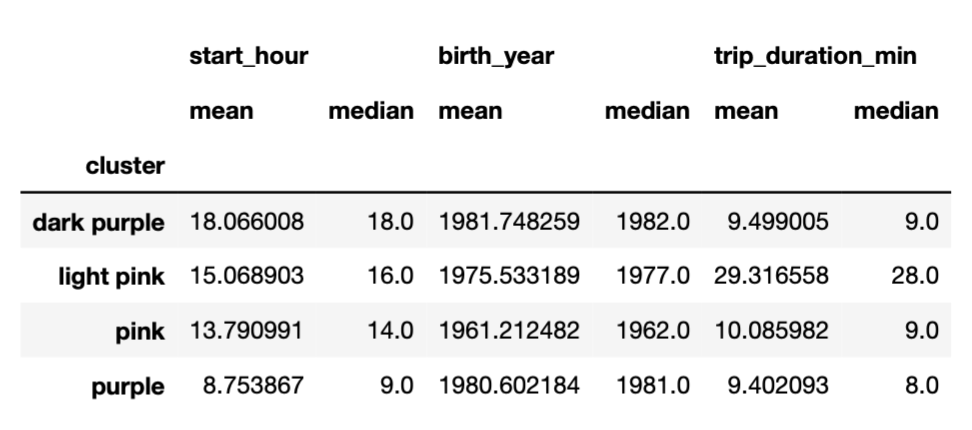 start_hour birth_year trip_duration_min
mean median mean median mean median
cluster
dark purple 18.066008 18.0 1981.748259 1982.0 9.499005 9.0
light pink 15.068903 16.0 1975.533189 1977.0 29.316558 28.0
pink 13.790991 14.0 1961.212482 1962.0 10.085982 9.0
purple 8.753867 9.0 1980.602184 1981.0 9.402093 8.0